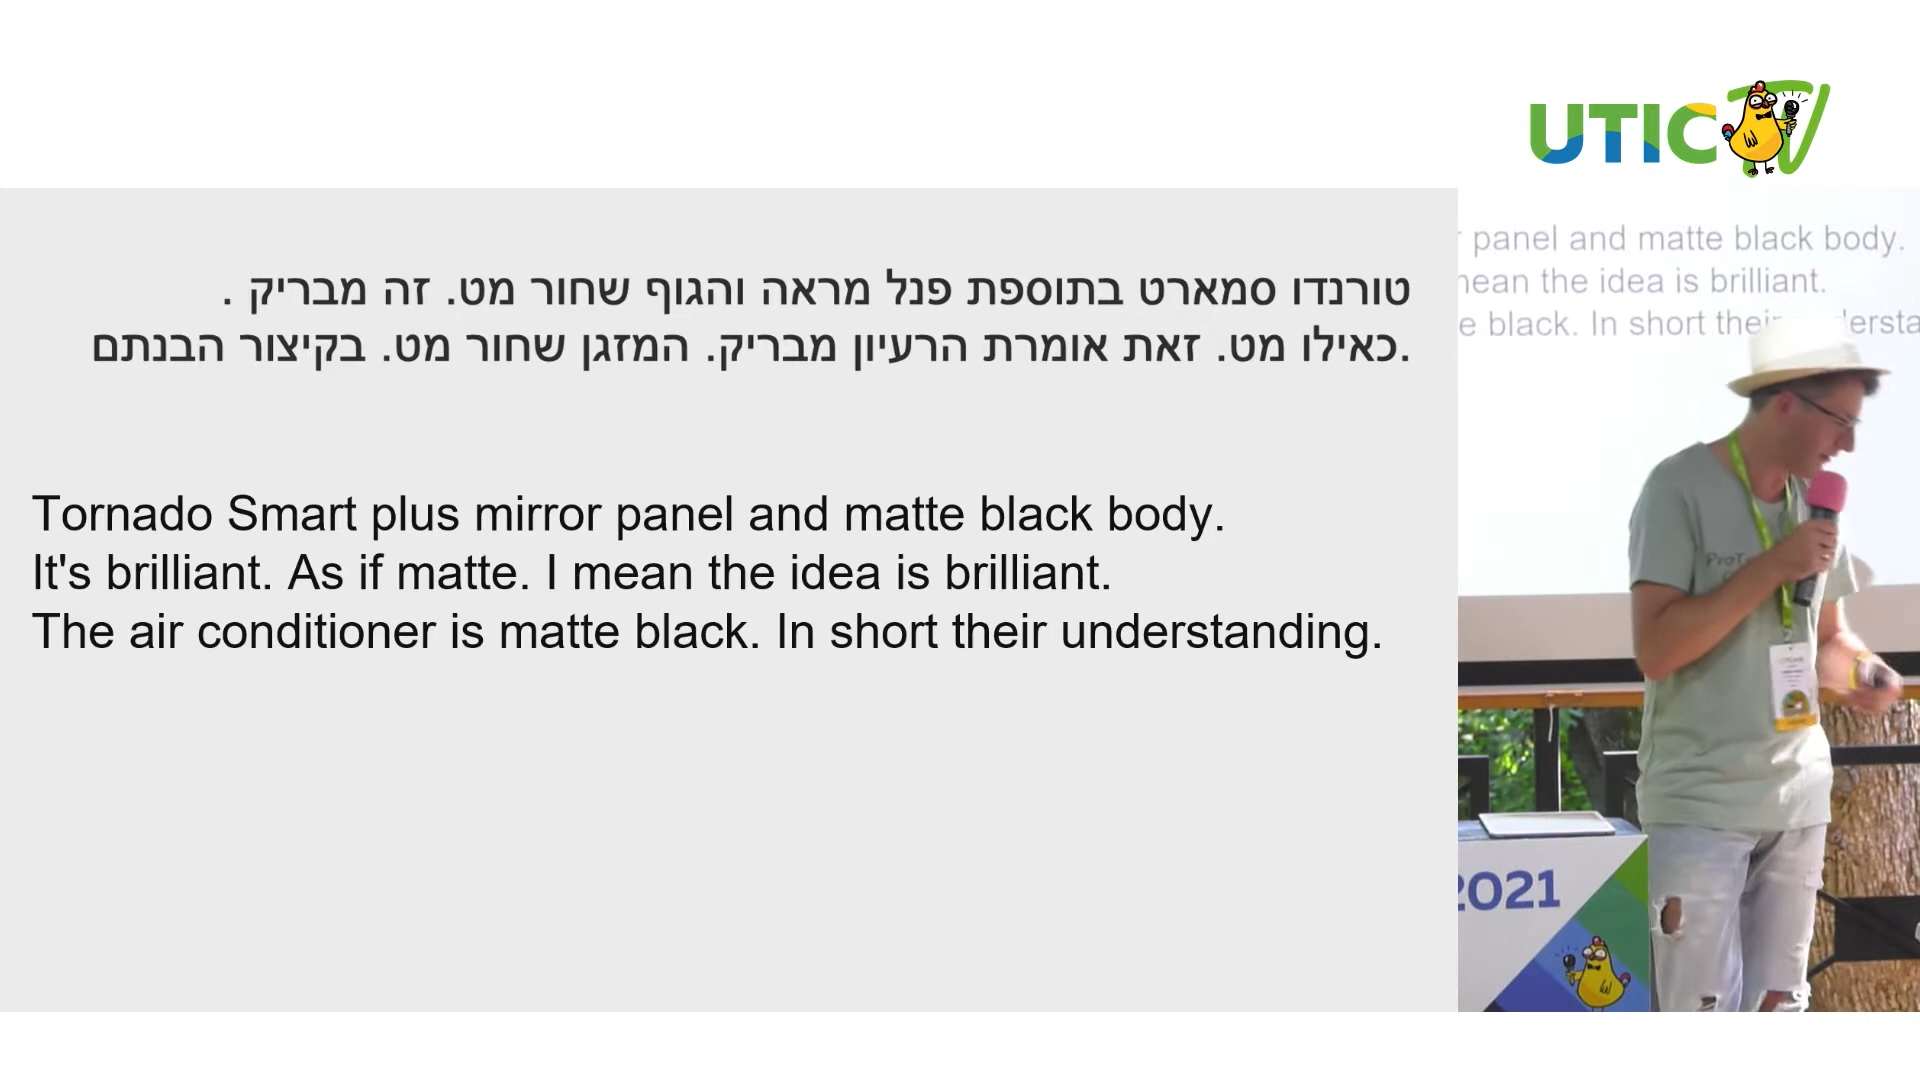 UTIC TV
טורנדו סמארט בתוספת פנל מראה והגוף שחור מט. זה מבריק .
.כאילו מט. זאת אומרת הרעיון מבריק. המזגן שחור מט. בקיצור הבנתם
Tornado Smart plus mirror panel and matte black body.
It's brilliant. As if matte. I mean the idea is brilliant.
The air conditioner is matte black. In short their understanding.
panel and matte black body.
mean the idea is brilliant.
e black. In short their
2021